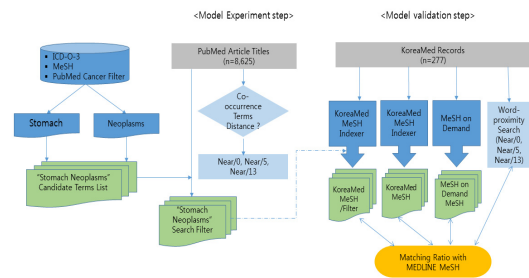 <Model Experiment step>
<Model validation step>
▪ ICD-O-3
▪ MeSH
▪ PubMed Cancer Filter
Stomach
Neoplasms
"Stomach Neoplasms"
Candidate Terms List
PubMed Article Titles
(n=8,625)
Co-
occurrence
Terms
Distance ?
Near/0, Near/5,
Near/13
"Stomach
Neoplasms"
Search Filter
KoreaMed Records
(n=277)
KoreaMed
MeSH
Indexer
KoreaMed
MeSH
Indexer
MeSH on
Demand
Word-
proximity
Search
(Near/0,
Near/5,
Near/13)
KoreaMed
MeSH
/Filter
KoreaMed
MeSH
MeSH on
Demand
MeSH
Matching Ratio with
MEDLINE MeSH